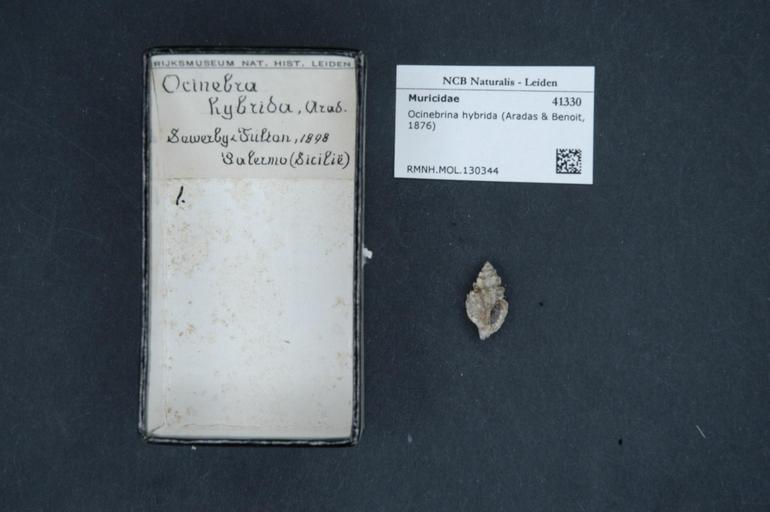 RIJKSMUSEUM NAT. HIST. LEIDEN
Ocinebra
hybrida, Arad.
Sowerby & Fulton, 1898
Palermo (Sicilië)
1.
NCB Naturalis - Leiden
Muricidae 41330
Ocinebrina hybrida (Aradas & Benoit,
1876)
RMNH.MOL.130344